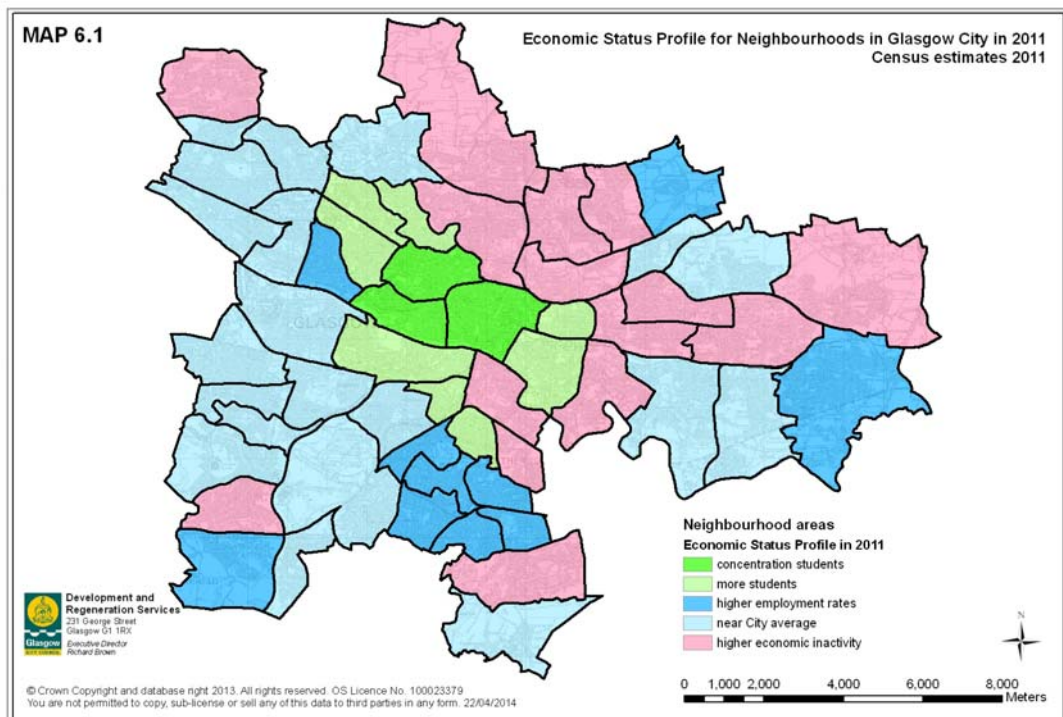 MAP 6.1
Economic Status Profile for Neighbourhoods in Glasgow City in 2011
Census estimates 2011
GLASGOW
Neighbourhood areas
Economic Status Profile in 2011
concentration students
more students
higher employment rates
near City average
higher economic inactivity
Development and
Regeneration Services
231 George Street
Glasgow G1 1RX
Executive Director
Richard Brown
Glasgow
CITY COUNCIL
N
0 1,000 2,000 4,000 6,000 8,000
Meters
© Crown Copyright and database right 2013. All rights reserved. OS Licence No. 100023379
You are not permitted to copy, sub-license or sell any of this data to third parties in any form. 22/04/2014